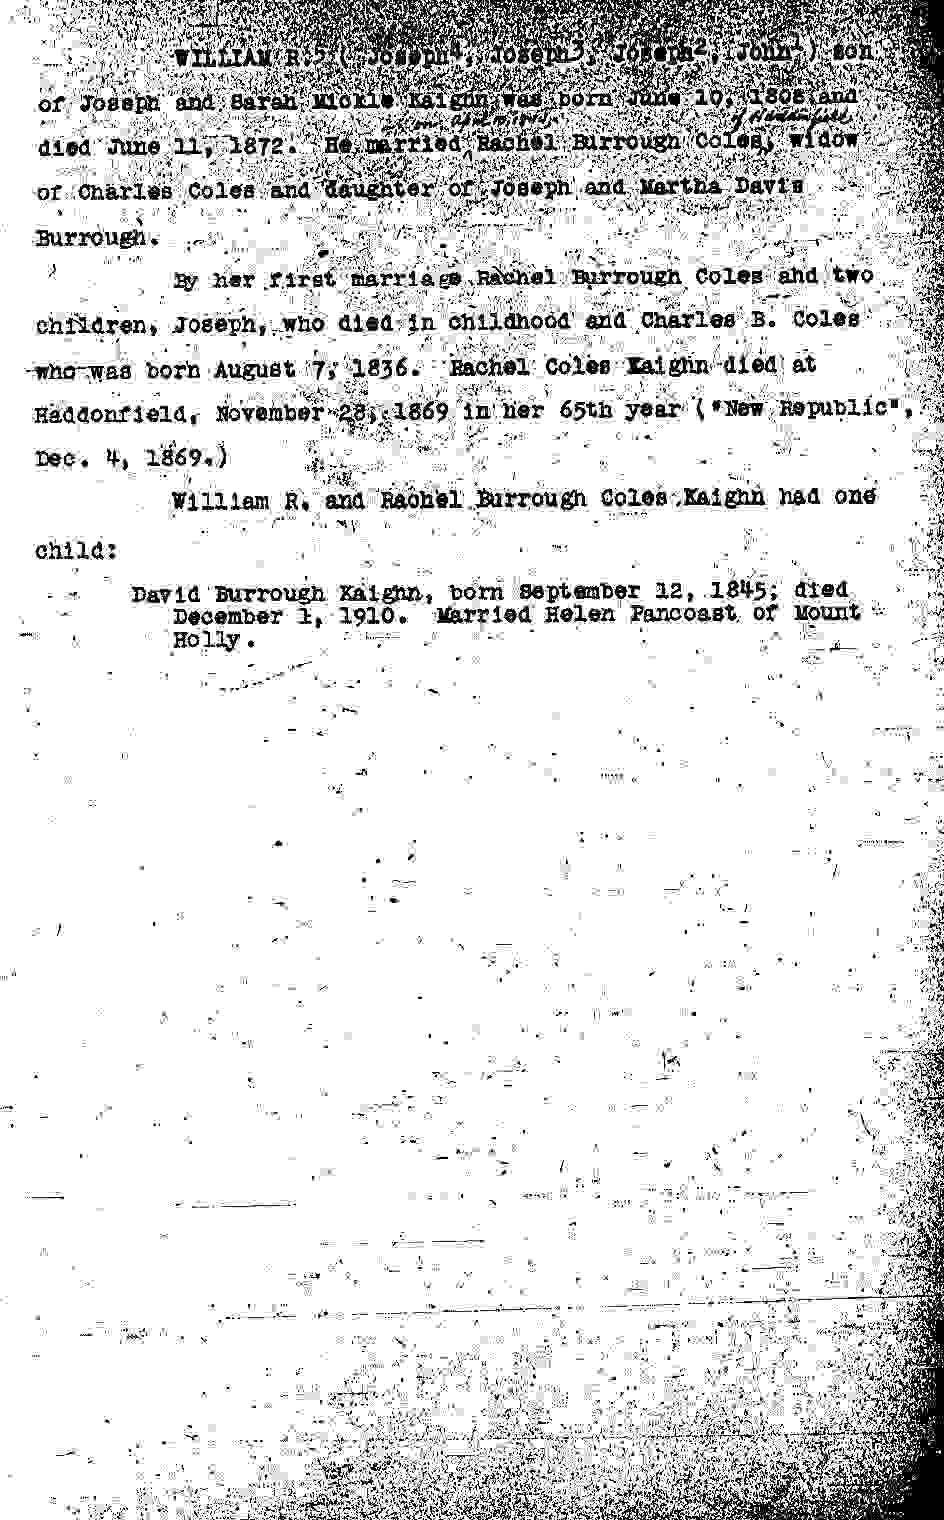 WILLIAM R.5 ( Joseph4, Joseph3, Joseph2, John1) son
of Joseph and Sarah Mickle Kaighn was born June 10, 1808 and
of Haddonfield
died June 11, 1872. He married Rachel Burrough Coles, widow
of Charles Coles and daughter of Joseph and Martha Davis
Burrough.
By her first marriage Rachel Burrough Coles ahd two
children, Joseph, who died in childhood and Charles B. Coles
who was born August 7, 1836. Rachel Coles Kaighn died at
Haddonfield, November 28, 1869 in her 65th year ("New Republic",
Dec. 4, 1869.)
William R. and Rachel Burrough Coles Kaighn had one
child:
David Burrough Kaighn, born September 12, 1845; died
December 1, 1910. Married Helen Pancoast of Mount
Holly.